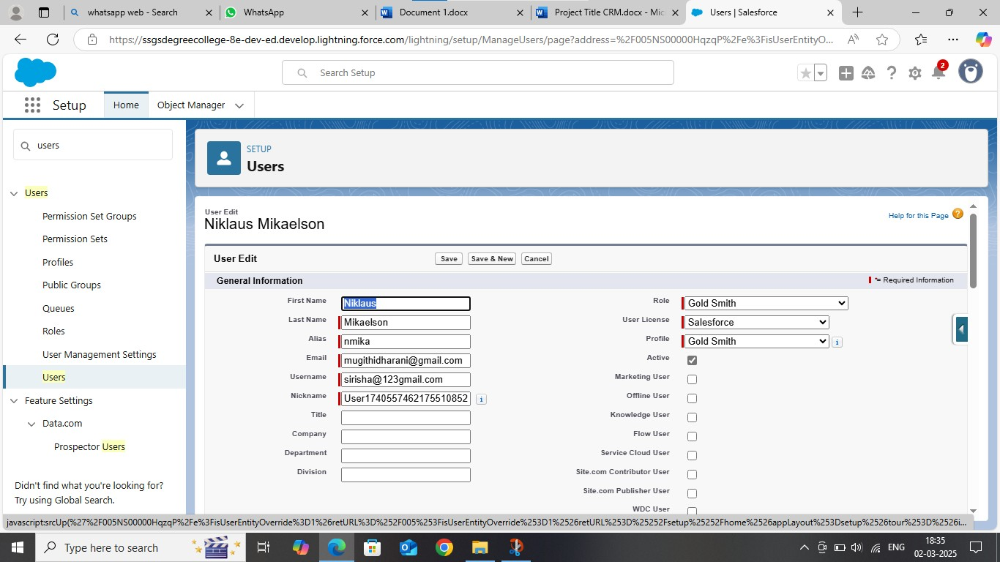 whatsapp web - Search
WhatsApp
Document 1.docx
Project Title CRM.docx - Mic
Users | Salesforce
https://ssgsdegreecollege-8e-dev-ed.develop.lightning.force.com/lightning/setup/ManageUsers/page?address=%2F005NS00000HqzqP%2Fe%3FisUserEntityO...
Search Setup
2
Setup
Home
Object Manager
users
Users
Permission Set Groups
Permission Sets
Profiles
Public Groups
Queues
Roles
User Management Settings
Users
Feature Settings
Data.com
Prospector Users
Didn't find what you're looking for?
Try using Global Search.
SETUP
Users
User Edit
Niklaus Mikaelson
Help for this Page
User Edit
Save
Save & New
Cancel
General Information
= Required Information
First Name Niklaus
Last Name Mikaelson
Alias nmika
Email mugithidharani@gmail.com
Username sirisha@123gmail.com
Nickname User1740557462175510852
Title
Company
Department
Division
Role Gold Smith
User License Salesforce
Profile Gold Smith
Active
Marketing User
Offline User
Knowledge User
Flow User
Service Cloud User
Site.com Contributor User
Site.com Publisher User
WDC User
javascript:srcUp(%27%2F005NS00000HqzqP%2Fe%3FisUserEntityOverride%3D1%26retURL%3D%252F005%253FisUserEntityOverride%253D1%2526retURL%253D%25252Fsetup%25252Fhome%2526appLayout%253Dsetup%2526tour%253D%2526i...
Type here to search
ENG
18:35
02-03-2025